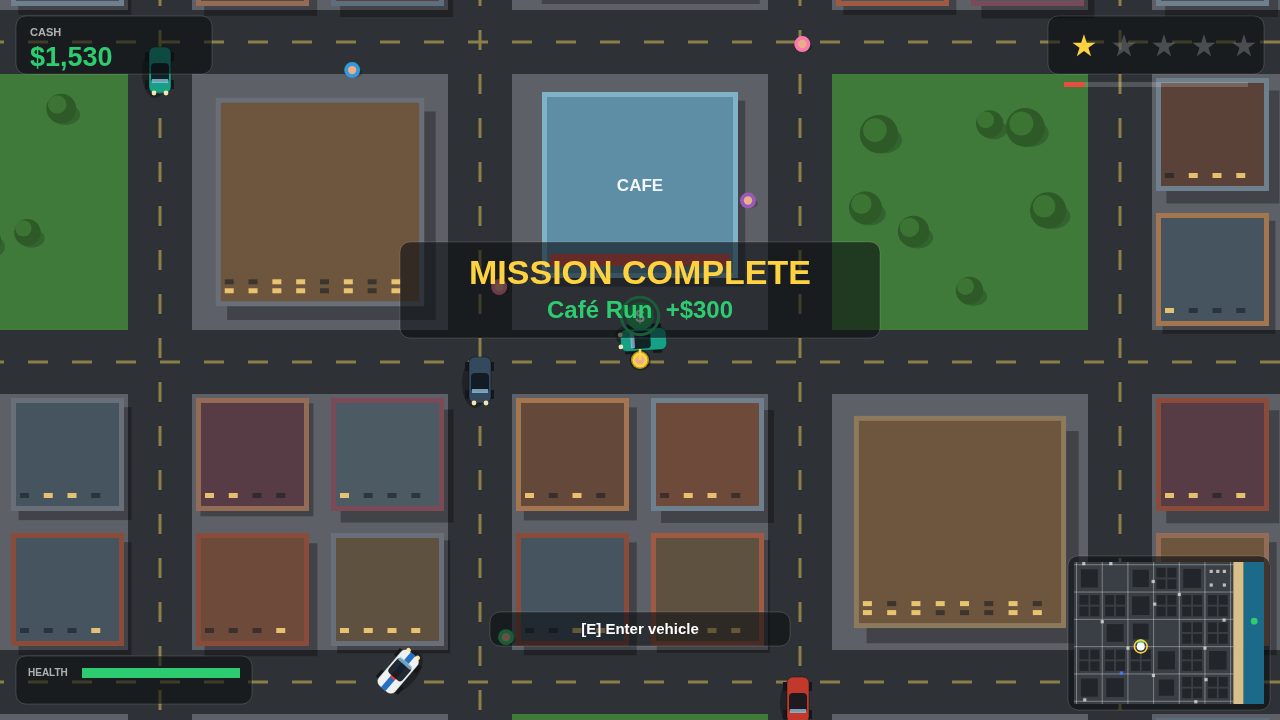 CASH
$1,530
CAFE
MISSION COMPLETE
Café Run +$300
[E] Enter vehicle
HEALTH